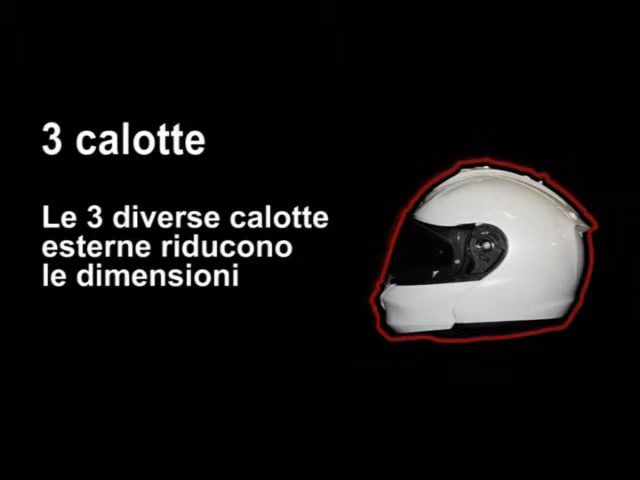 3 calotte
Le 3 diverse calotte
esterne riducono
le dimensioni